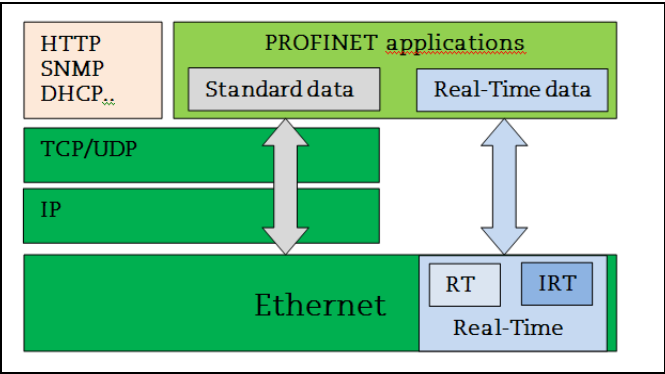 HTTP
SNMP
DHCP..
PROFINET applications
Standard data
Real-Time data
TCP/UDP
IP
Ethernet
RT
IRT
Real-Time